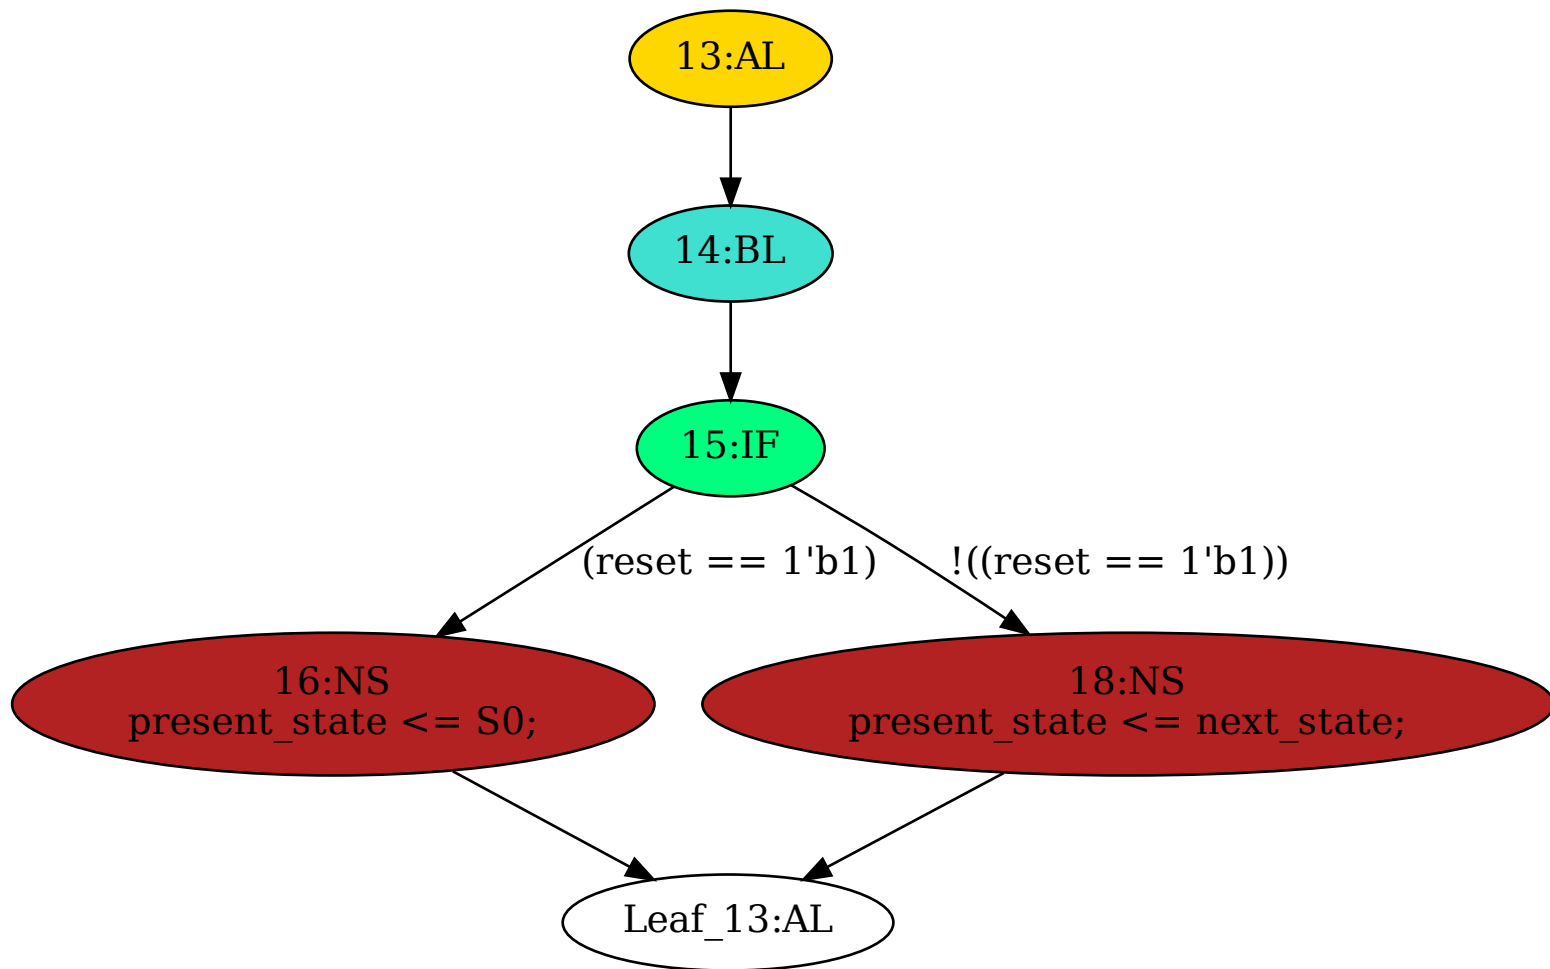 13:AL
14:BL
15:IF
(reset == 1'b1)
!((reset == 1'b1))
16:NS
present_state <= S0;
18:NS
present_state <= next_state;
Leaf_13:AL